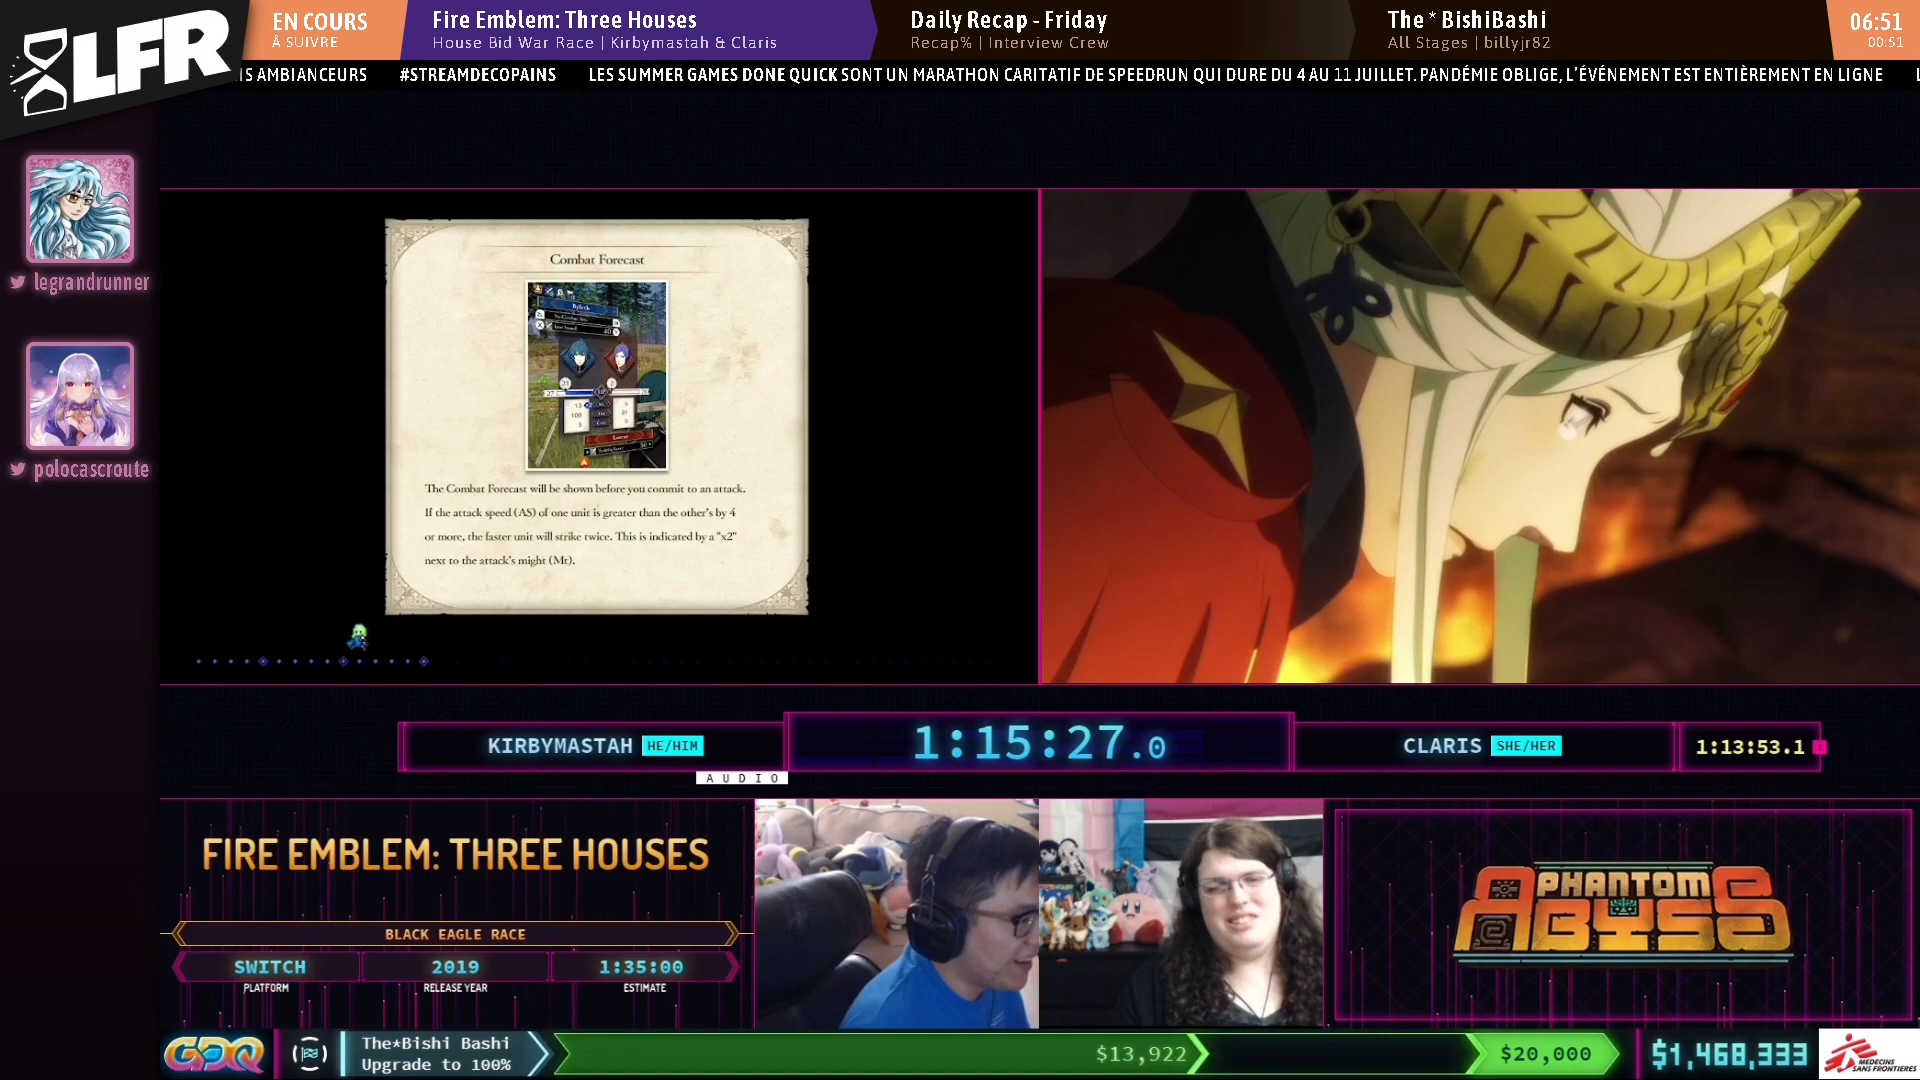 LFR
EN COURS
À SUIVRE
Fire Emblem: Three Houses
House Bid War Race | Kirbymastah & Claris
Daily Recap - Friday
Recap% | Interview Crew
The * BishiBashi
All Stages | billyjr82
06:51
00:51
IS AMBIANCEURS #STREAMDECOPAINS LES SUMMER GAMES DONE QUICK SONT UN MARATHON CARITATIF DE SPEEDRUN QUI DURE DU 4 AU 11 JUILLET. PANDÉMIE OBLIGE, L'ÉVÉNEMENT EST ENTIÈREMENT EN LIGNE
legrandrunner
polocascroute
Combat Forecast
The Combat Forecast will be shown before you commit to an attack.
If the attack speed (AS) of one unit is greater than the other's by 4
or more, the faster unit will strike twice. This is indicated by a "x2"
next to the attack's might (Mt).
KIRBYMASTAH HE/HIM
1:15:27.0
CLARIS SHE/HER
1:13:53.1
AUDIO
FIRE EMBLEM: THREE HOUSES
BLACK EAGLE RACE
SWITCH
PLATFORM
2019
RELEASE YEAR
1:35:00
ESTIMATE
PHANTOM
ABYSS
GDQ
The*Bishi Bashi
Upgrade to 100%
$13,922
$20,000
$1,468,333
MEDECINS
SANS FRONTIERES